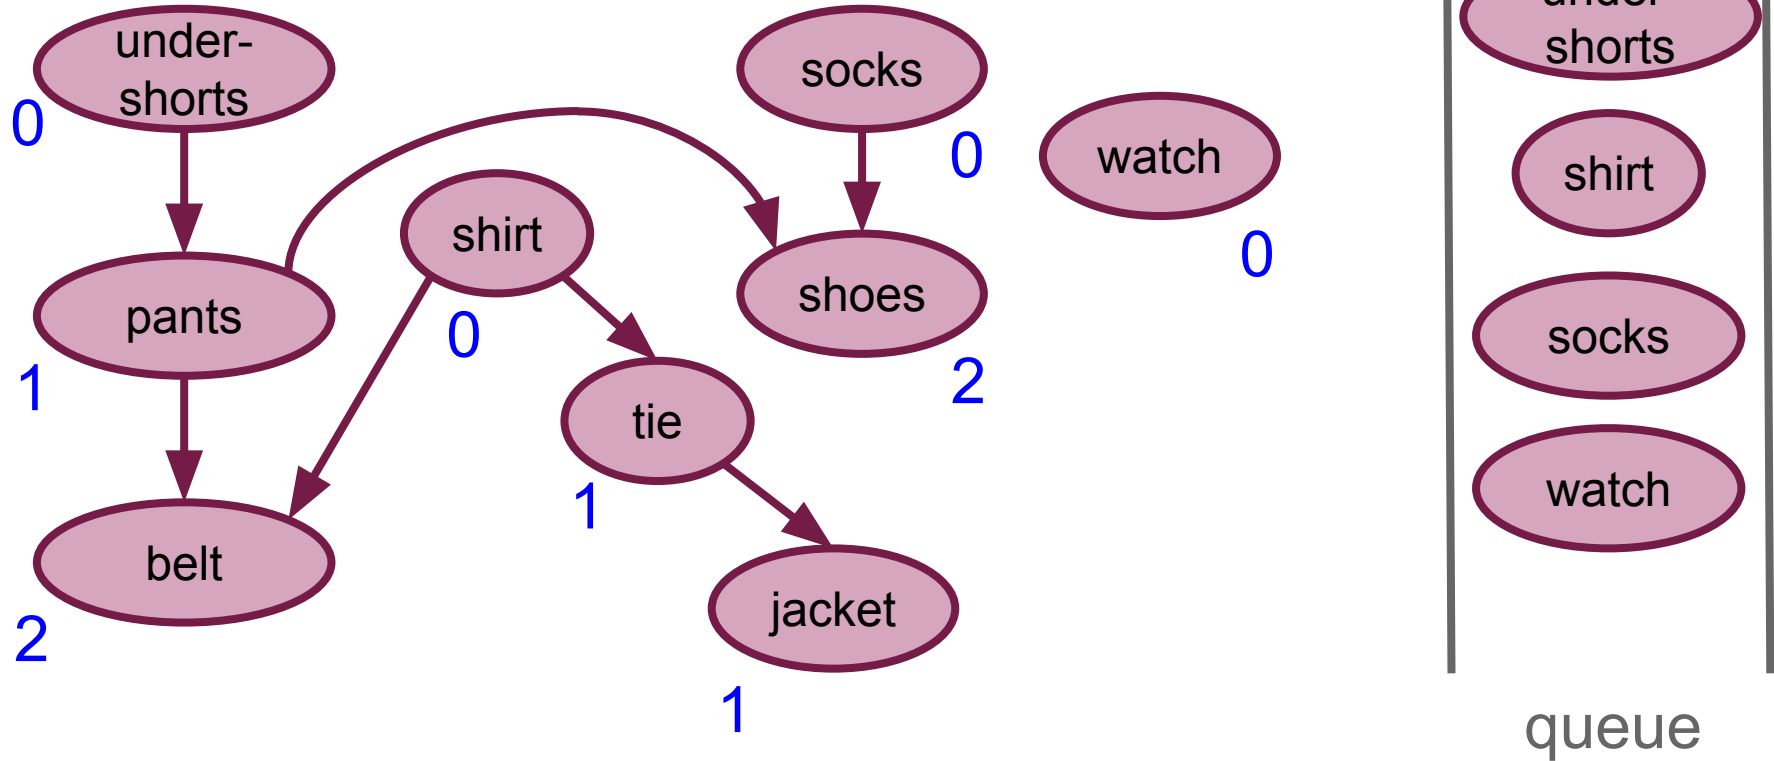 under-
shorts
0
socks
0
watch
0
shirt
0
pants
1
shoes
2
tie
1
belt
2
jacket
1
under-
shorts
shirt
socks
watch
queue